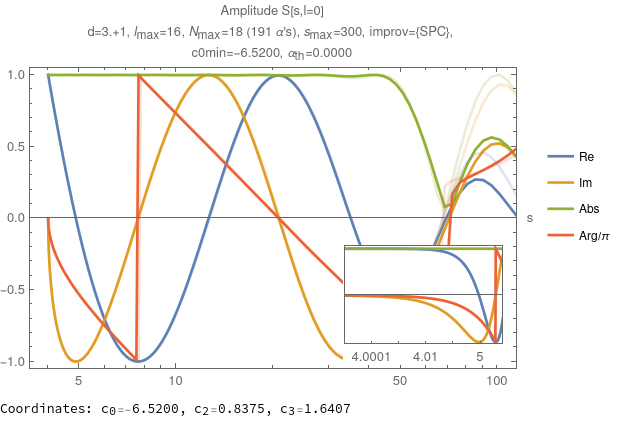 Amplitude S[s,l=0]
d=3.+1, lmax=16, Nmax=18 (191 α's), smax=300, improv={SPC},
c0min=−6.5200, αth=0.0000
1.0
0.5
0.0
−0.5
−1.0
s
Re
Im
Abs
Arg/π
4.0001 4.01 5
5 10 50 100
Coordinates: c0=−6.5200, c2=0.8375, c3=1.6407